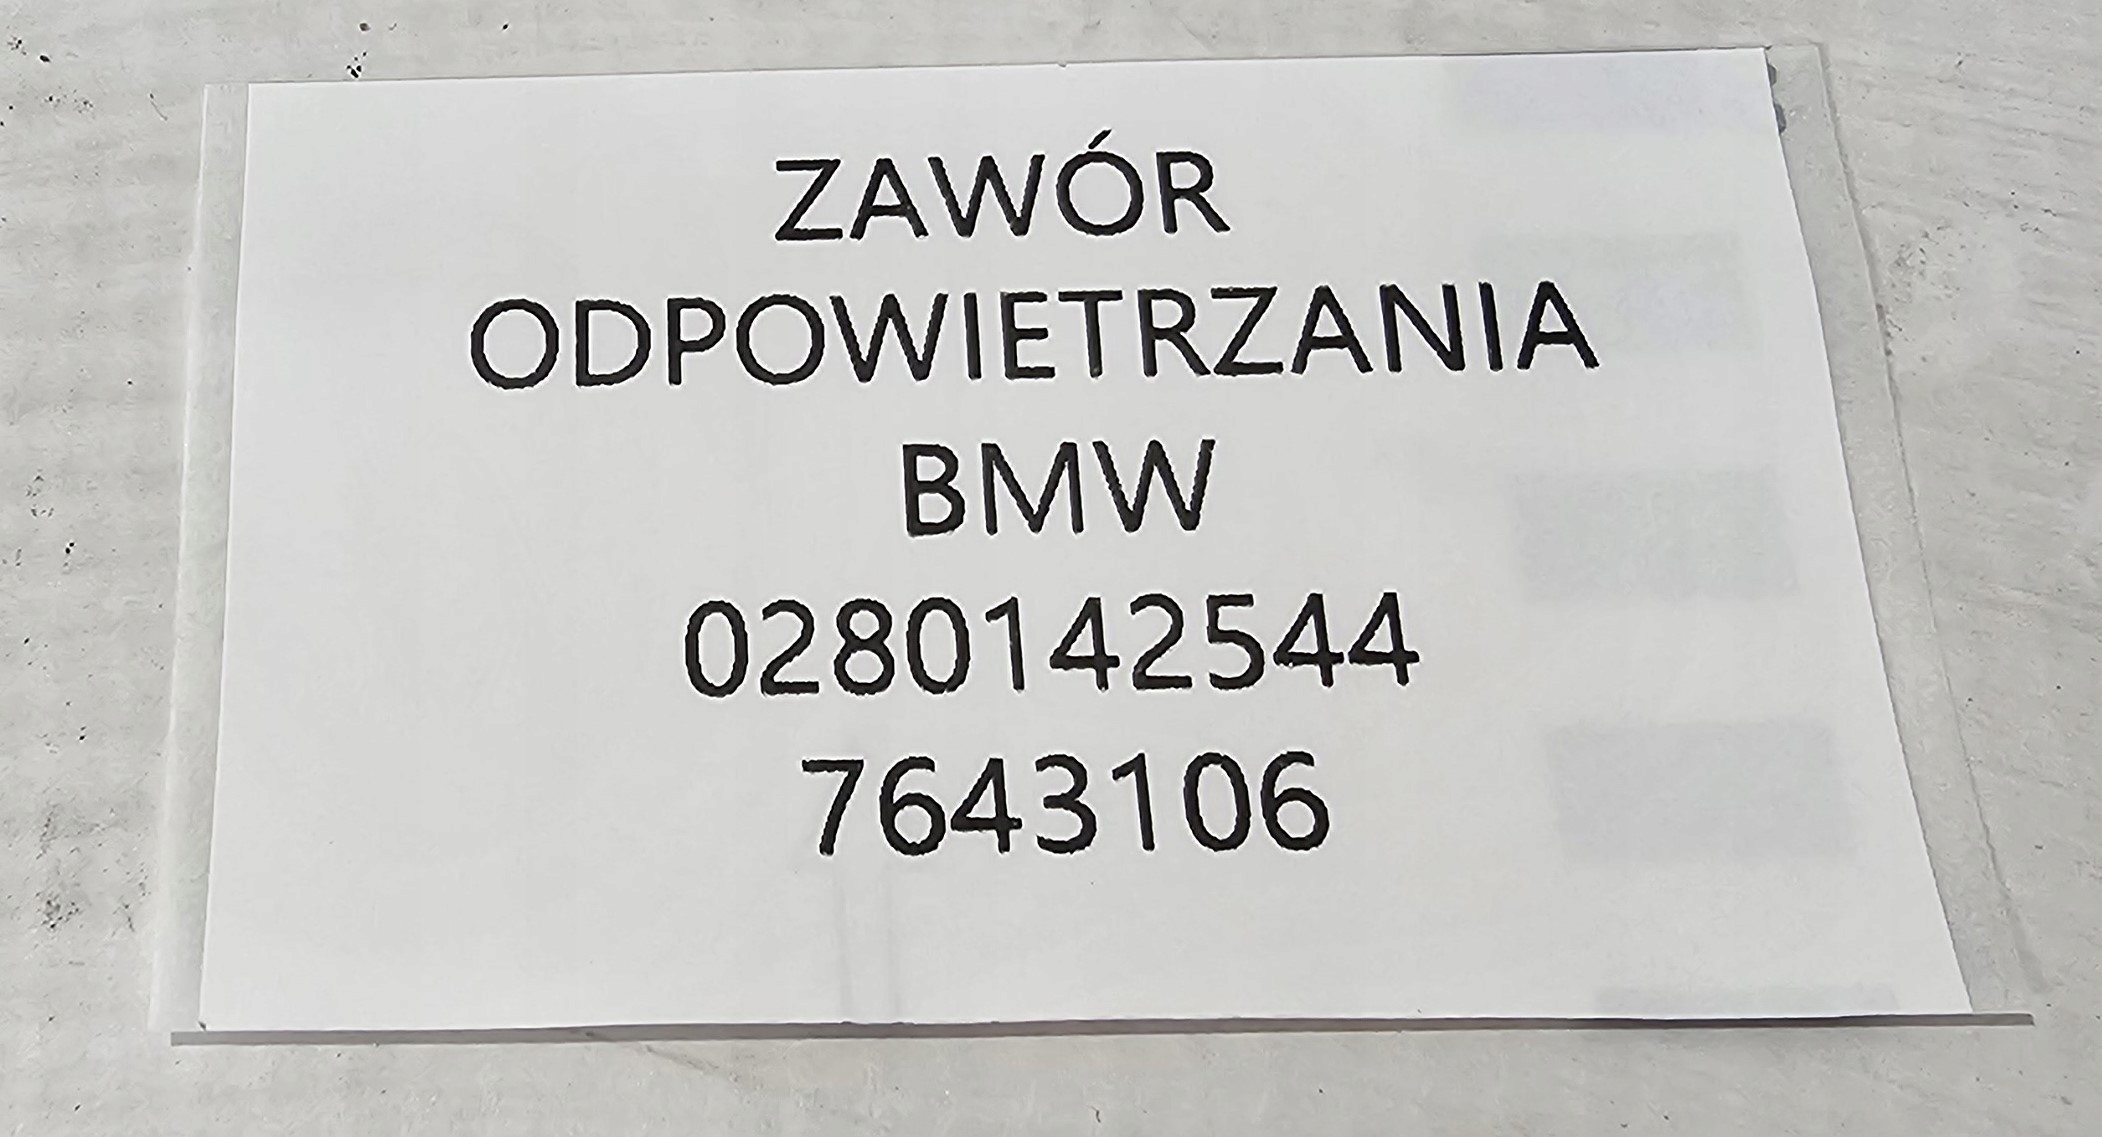 ZAWÓR
ODPOWIETRZANIA
BMW
0280142544
7643106